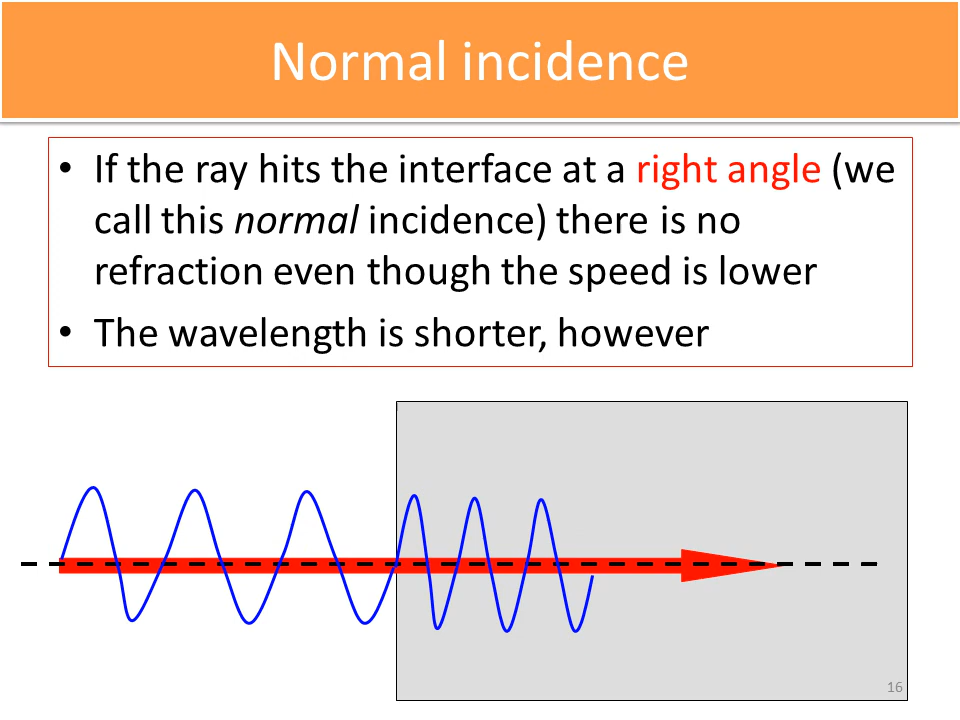 Normal incidence
• If the ray hits the interface at a right angle (we
call this normal incidence) there is no
refraction even though the speed is lower
• The wavelength is shorter, however
16